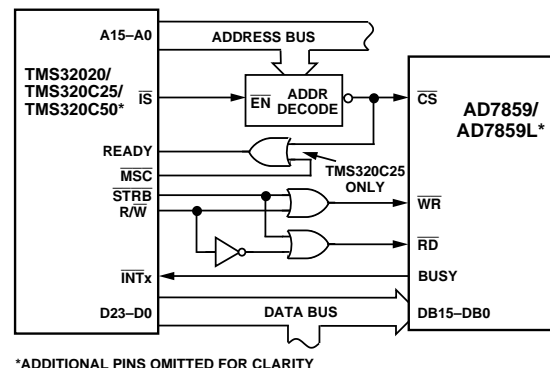 A15–A0
ADDRESS BUS
TMS32020/
TMS320C25/
TMS320C50*
IS
EN
ADDR
DECODE
CS
AD7859/
AD7859L*
READY
TMS320C25
ONLY
MSC
STRB
R/W
WR
RD
INTx
BUSY
D23–D0
DATA BUS
DB15–DB0
*ADDITIONAL PINS OMITTED FOR CLARITY